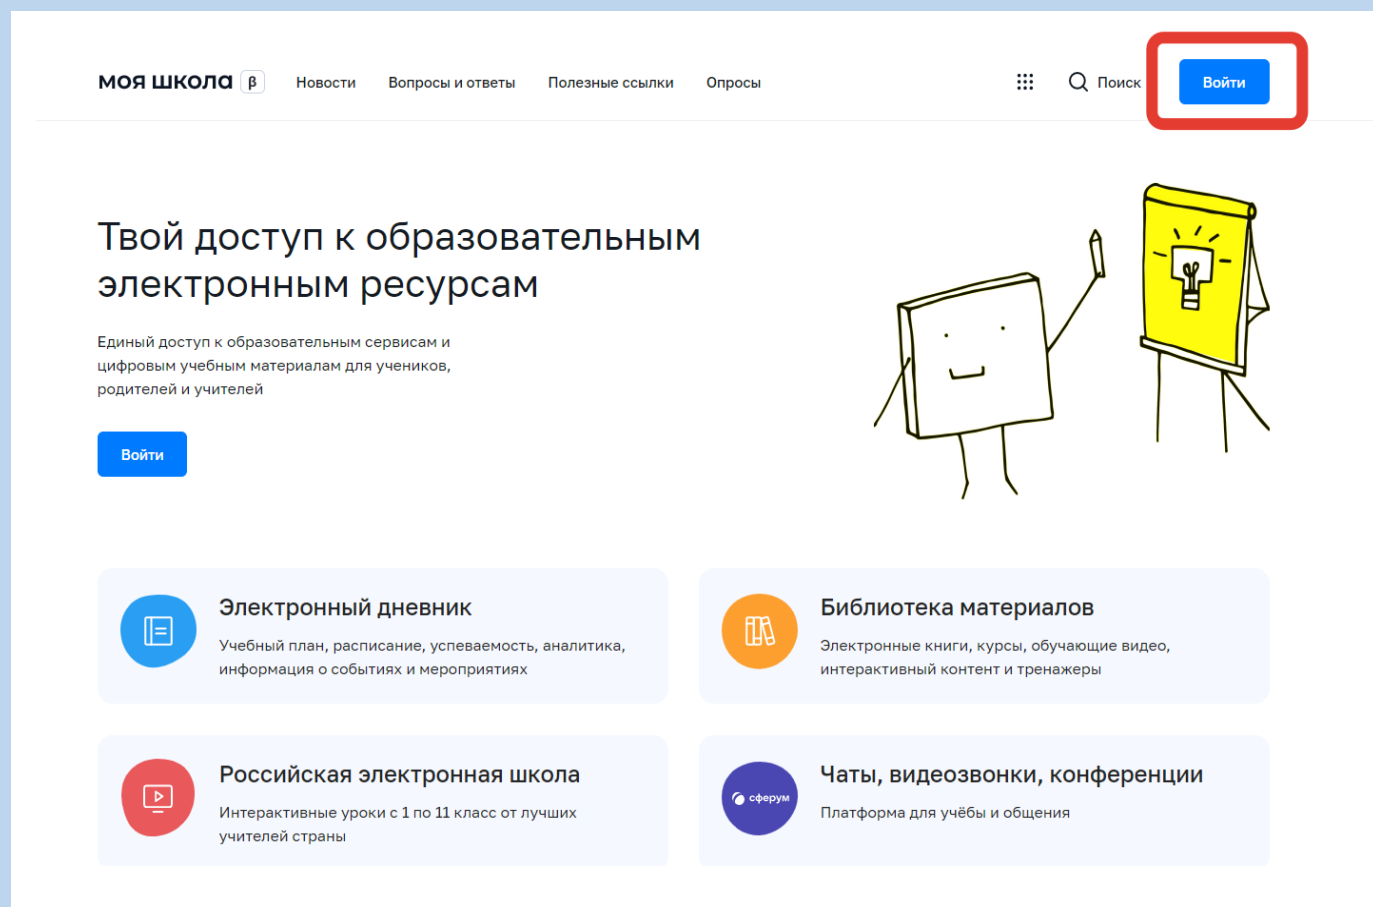 моя школа β Новости Вопросы и ответы Полезные ссылки Опросы Поиск Войти
Твой доступ к образовательным
электронным ресурсам
Единый доступ к образовательным сервисам и
цифровым учебным материалам для учеников,
родителей и учителей
Войти
Электронный дневник
Учебный план, расписание, успеваемость, аналитика,
информация о событиях и мероприятиях
Библиотека материалов
Электронные книги, курсы, обучающие видео,
интерактивный контент и тренажеры
Российская электронная школа
Интерактивные уроки с 1 по 11 класс от лучших
учителей страны
сферум
Чаты, видеозвонки, конференции
Платформа для учёбы и общения